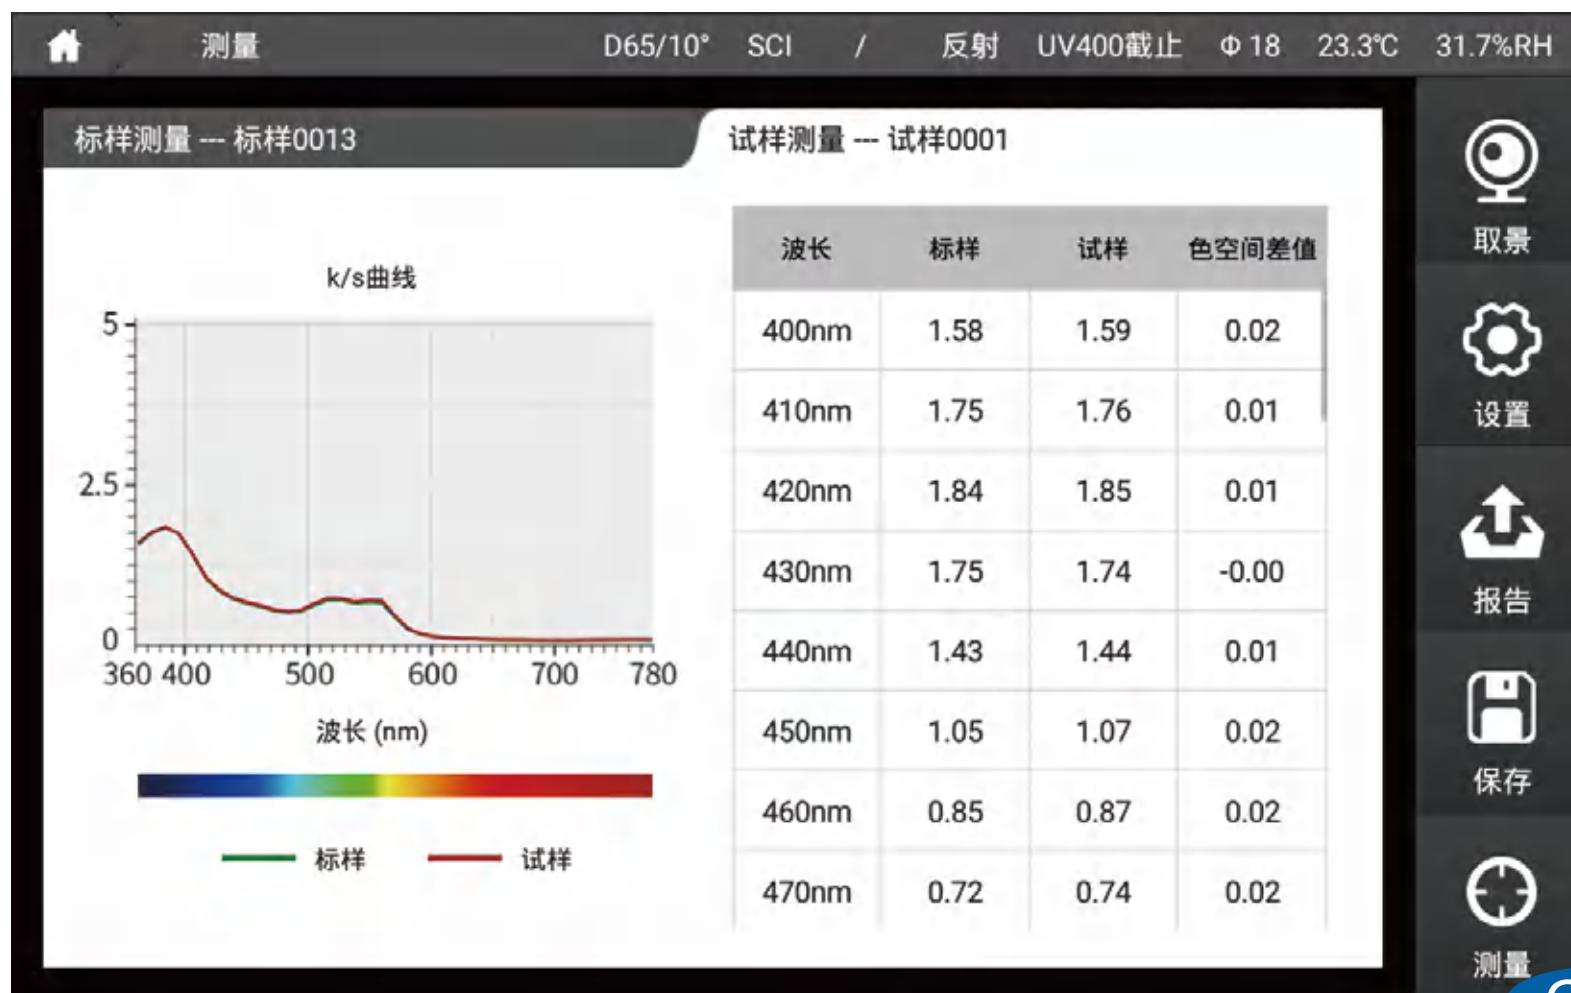 测量 D65/10° SCI / 反射 UV400截止 Φ 18 23.3℃ 31.7%RH
标样测量 --- 标样0013
试样测量 --- 试样0001
k/s曲线
5
2.5
0
360 400 500 600 700 780
波长 (nm)
标样 试样
波长 标样 试样 色空间差值
400nm 1.58 1.59 0.02
410nm 1.75 1.76 0.01
420nm 1.84 1.85 0.01
430nm 1.75 1.74 -0.00
440nm 1.43 1.44 0.01
450nm 1.05 1.07 0.02
460nm 0.85 0.87 0.02
470nm 0.72 0.74 0.02
取景
设置
报告
保存
测量